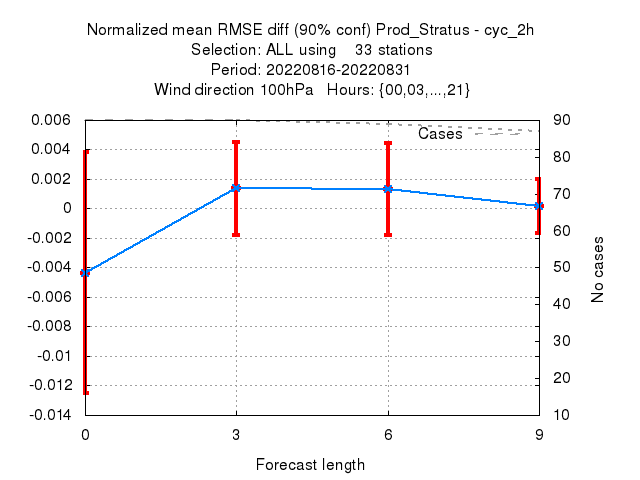 Normalized mean RMSE diff (90% conf) Prod_Stratus - cyc_2h
Selection: ALL using    33 stations
Period: 20220816-20220831
Wind direction 100hPa   Hours: {00,03,...,21}
0.006
0.004
0.002
0
-0.002
-0.004
-0.006
-0.008
-0.01
-0.012
-0.014
Cases
90
80
70
60
50
40
30
20
10
No cases
0 3 6 9
Forecast length